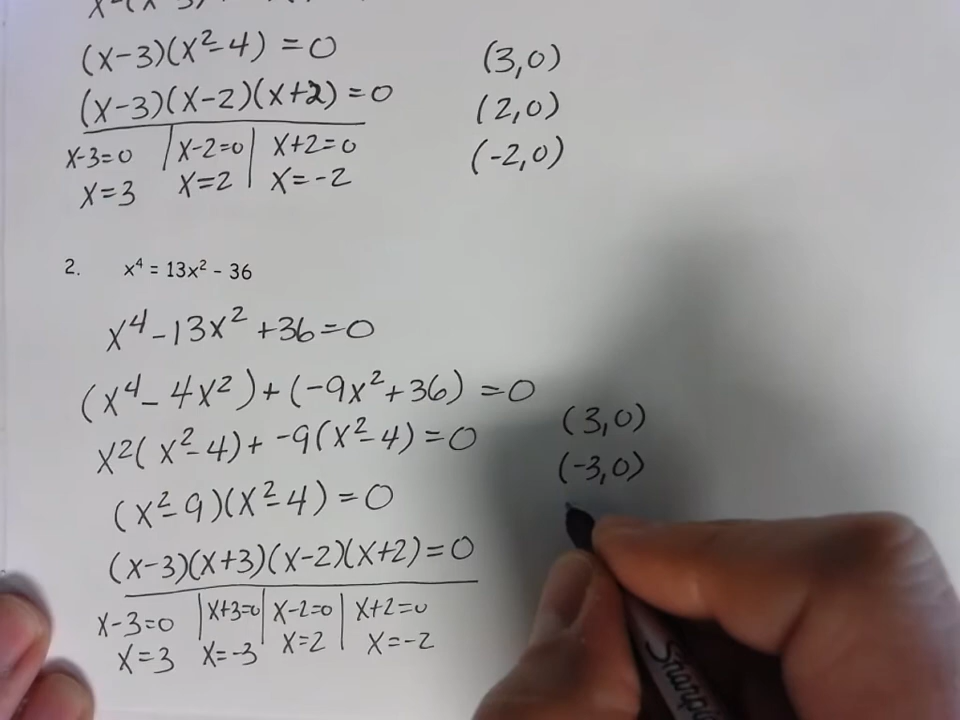 (x-3)(x²-4) = 0
(x-3)(x-2)(x+2) = 0
x-3=0 | x-2=0 | x+2=0
x=3 | x=2 | x=-2
(3,0)
(2,0)
(-2,0)
2. x⁴ = 13x² - 36
x⁴-13x²+36=0
(x⁴-4x²)+(-9x²+36)=0
x²(x²-4)+-9(x²-4)=0
(x²-9)(x²-4)=0
(x-3)(x+3)(x-2)(x+2)=0
x-3=0 | x+3=0 | x-2=0 | x+2=0
x=3 | x=-3 | x=2 | x=-2
(3,0)
(-3,0)
Sharpie